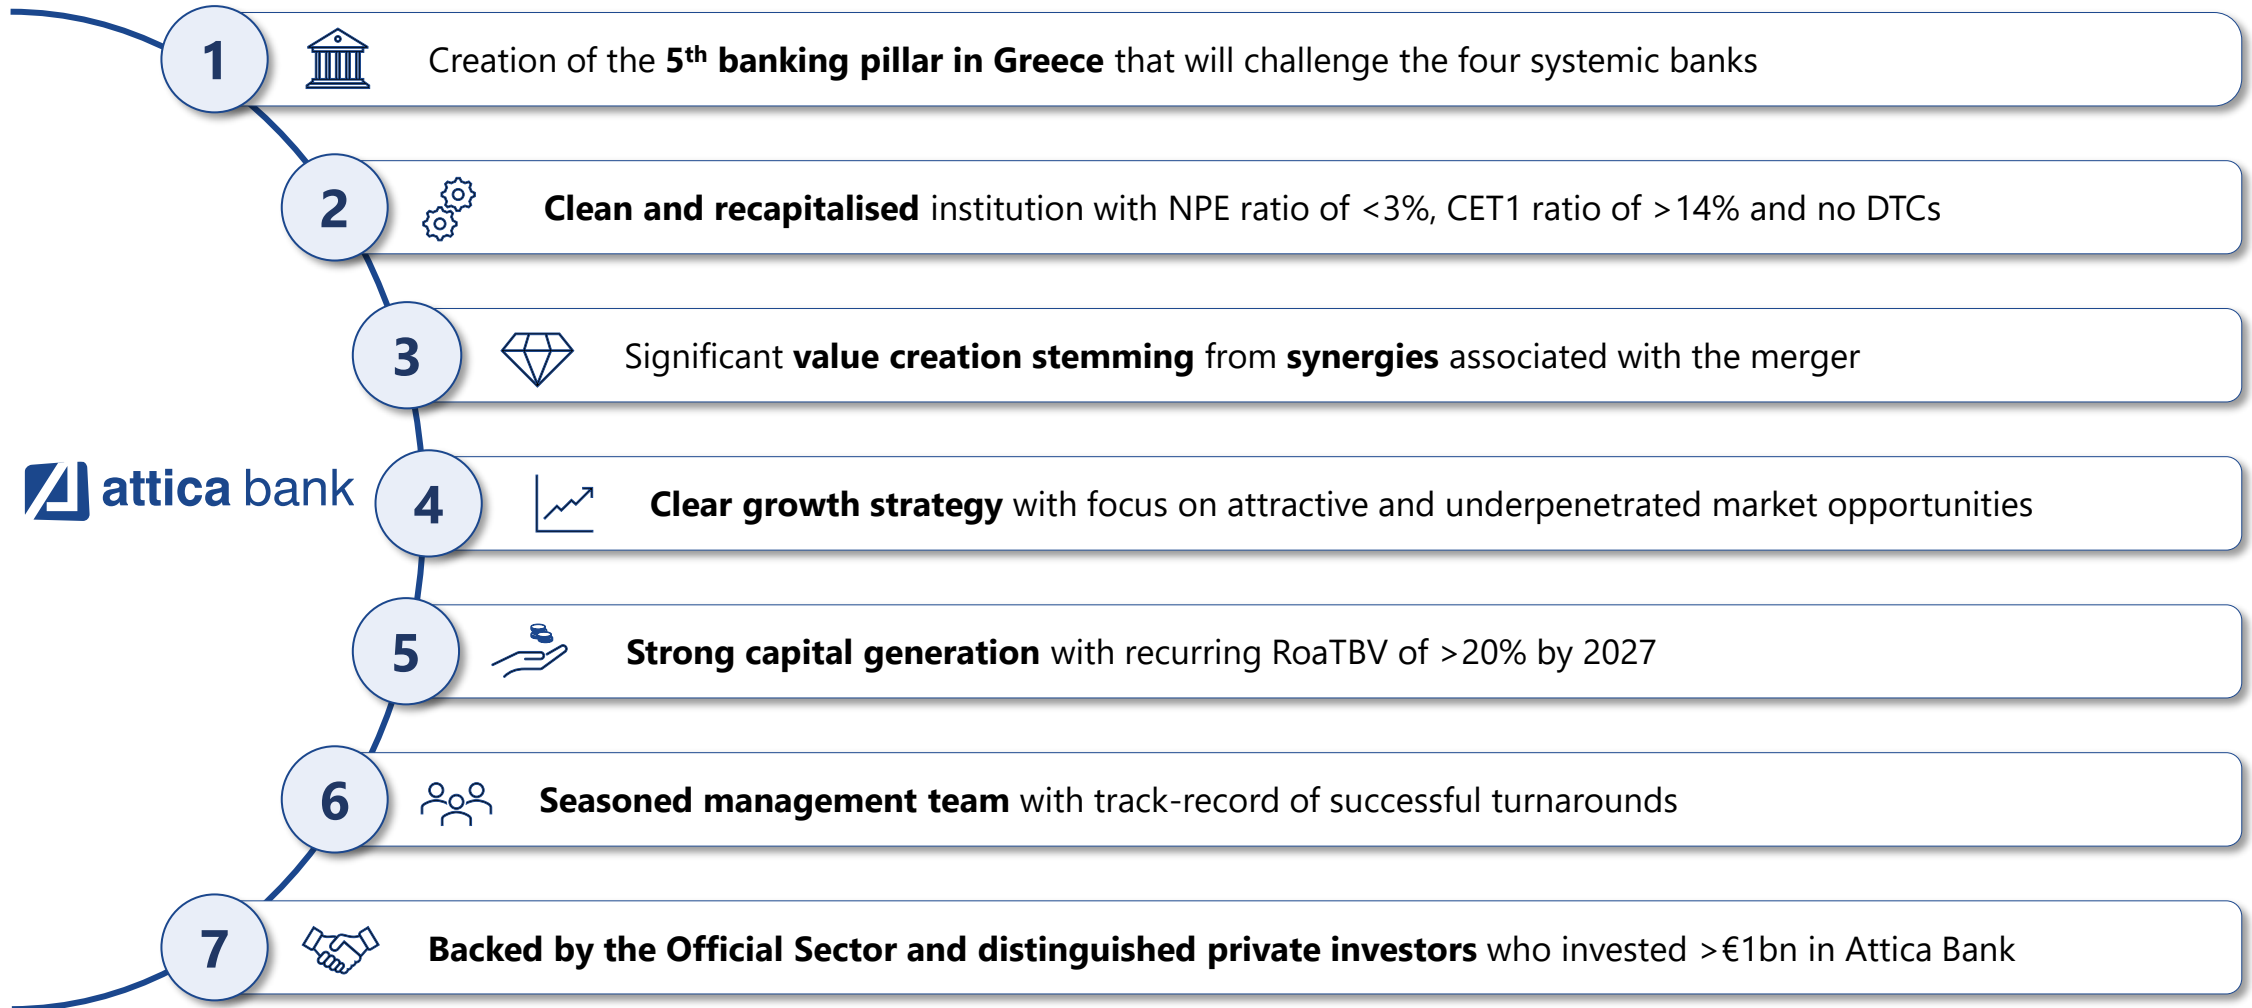 1
Creation of the 5th banking pillar in Greece that will challenge the four systemic banks
2
Clean and recapitalised institution with NPE ratio of <3%, CET1 ratio of >14% and no DTCs
3
Significant value creation stemming from synergies associated with the merger
attica bank
4
Clear growth strategy with focus on attractive and underpenetrated market opportunities
5
Strong capital generation with recurring RoaTBV of >20% by 2027
6
Seasoned management team with track-record of successful turnarounds
7
Backed by the Official Sector and distinguished private investors who invested >€1bn in Attica Bank